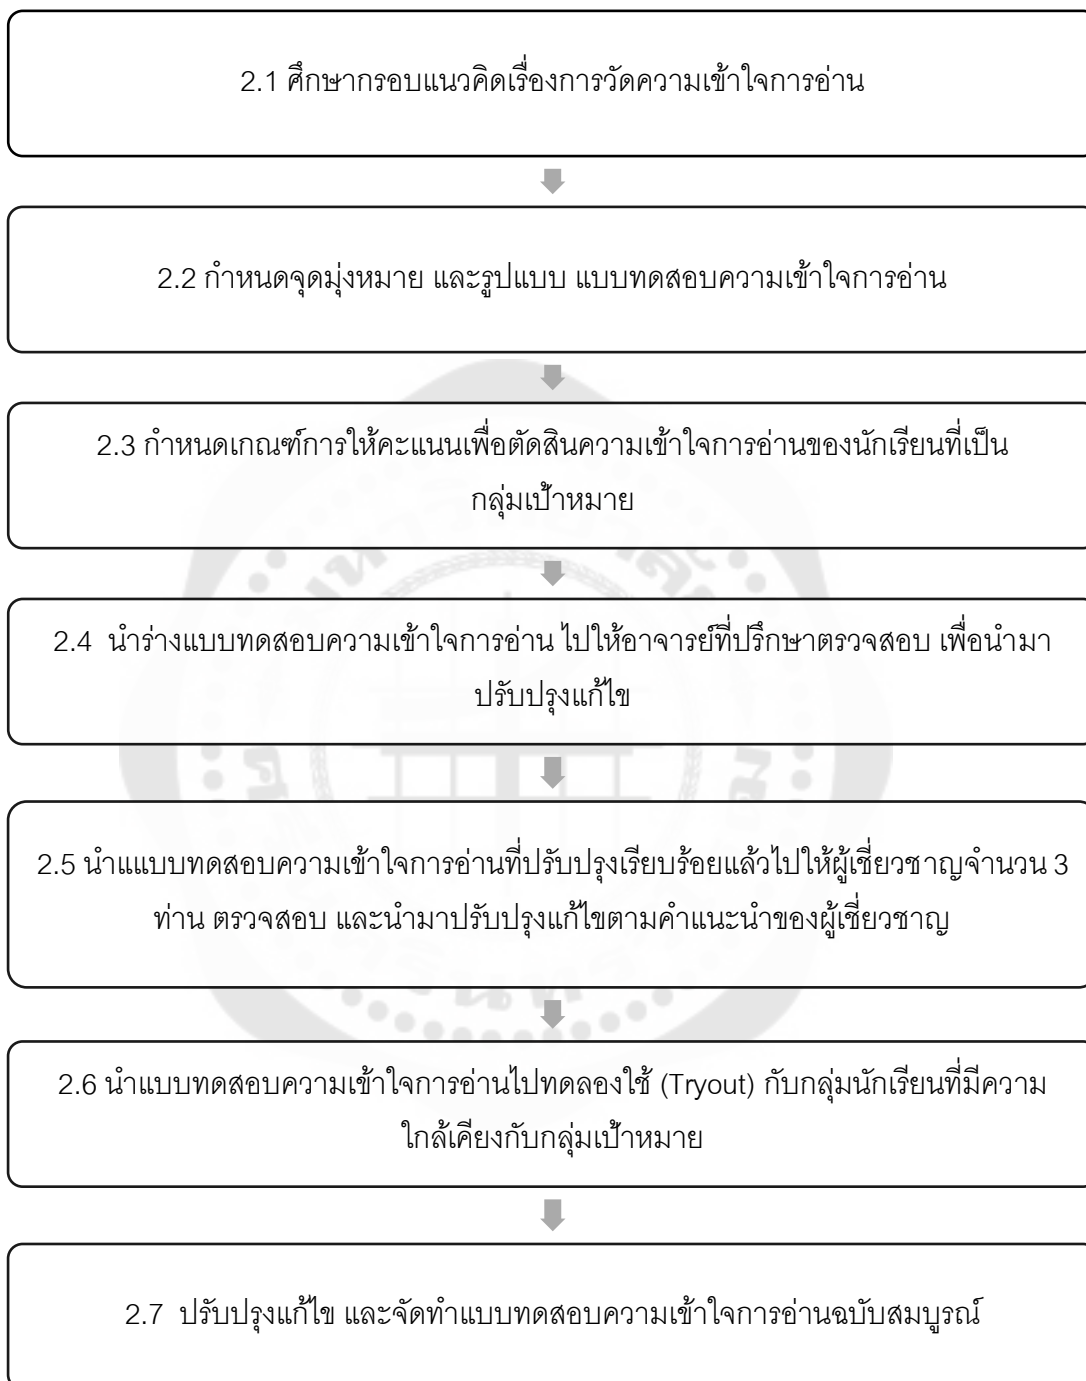 2.1 ศึกษากรอบแนวคิดเรื่องการวัดความเข้าใจการอ่าน
2.2 กำหนดจุดมุ่งหมาย และรูปแบบ แบบทดสอบความเข้าใจการอ่าน
2.3 กำหนดเกณฑ์การให้คะแนนเพื่อตัดสินความเข้าใจการอ่านของนักเรียนที่เป็น
กลุ่มเป้าหมาย
2.4 นำร่างแบบทดสอบความเข้าใจการอ่าน ไปให้อาจารย์ที่ปรึกษาตรวจสอบ เพื่อนำมา
ปรับปรุงแก้ไข
2.5 นำแแบบทดสอบความเข้าใจการอ่านที่ปรับปรุงเรียบร้อยแล้วไปให้ผู้เชี่ยวชาญจำนวน 3
ท่าน ตรวจสอบ และนำมาปรับปรุงแก้ไขตามคำแนะนำของผู้เชี่ยวชาญ
2.6 นำแบบทดสอบความเข้าใจการอ่านไปทดลองใช้ (Tryout) กับกลุ่มนักเรียนที่มีความ
ใกล้เคียงกับกลุ่มเป้าหมาย
2.7 ปรับปรุงแก้ไข และจัดทำแบบทดสอบความเข้าใจการอ่านฉบับสมบูรณ์